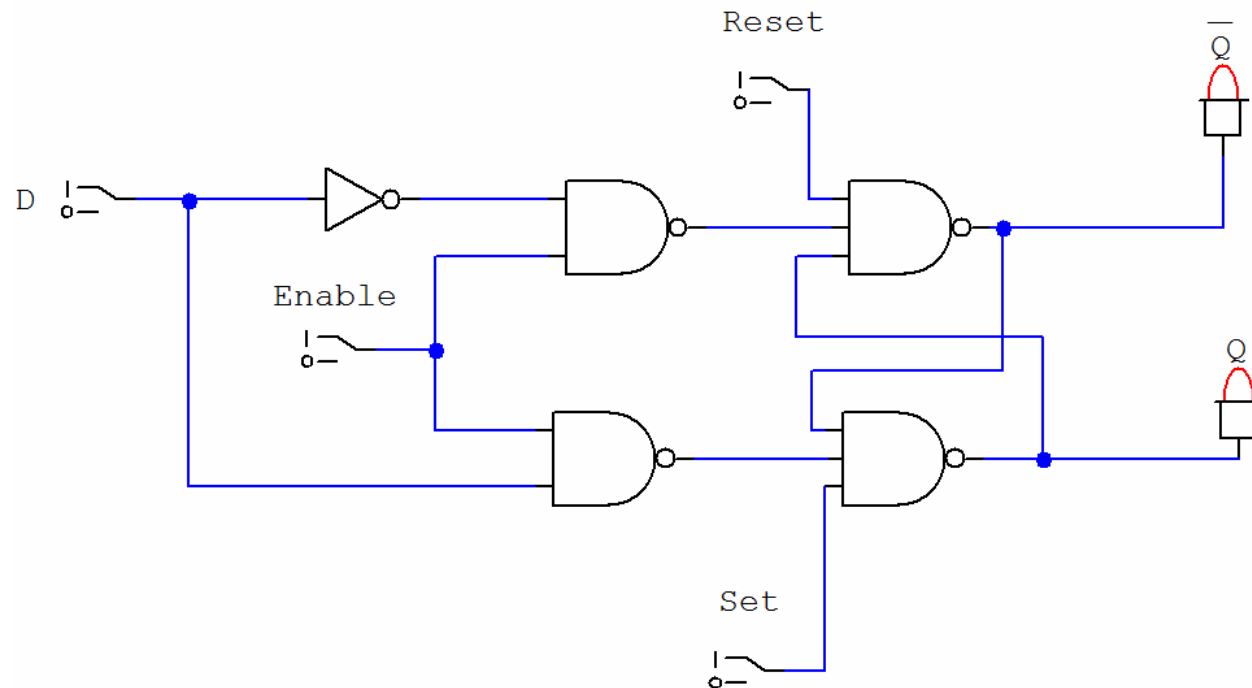 Reset
Q̅
D
Enable
Q
Set